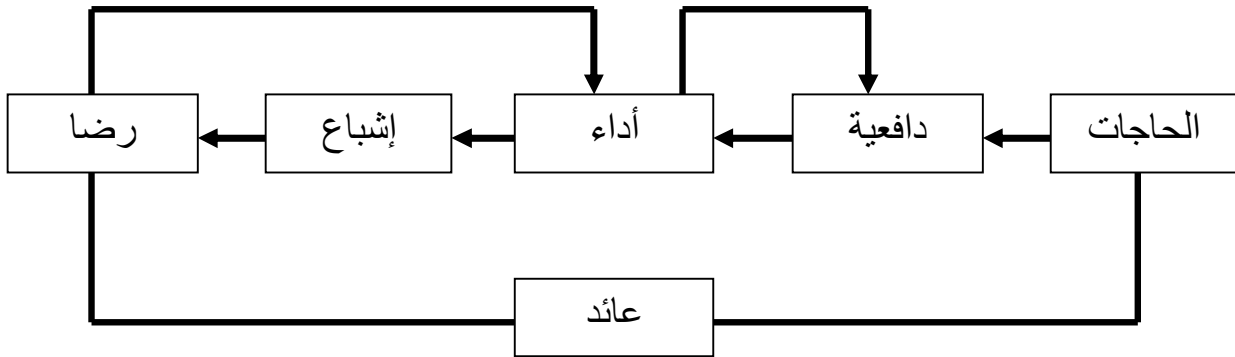 الحاجات
دافعية
أداء
إشباع
رضا
عائد